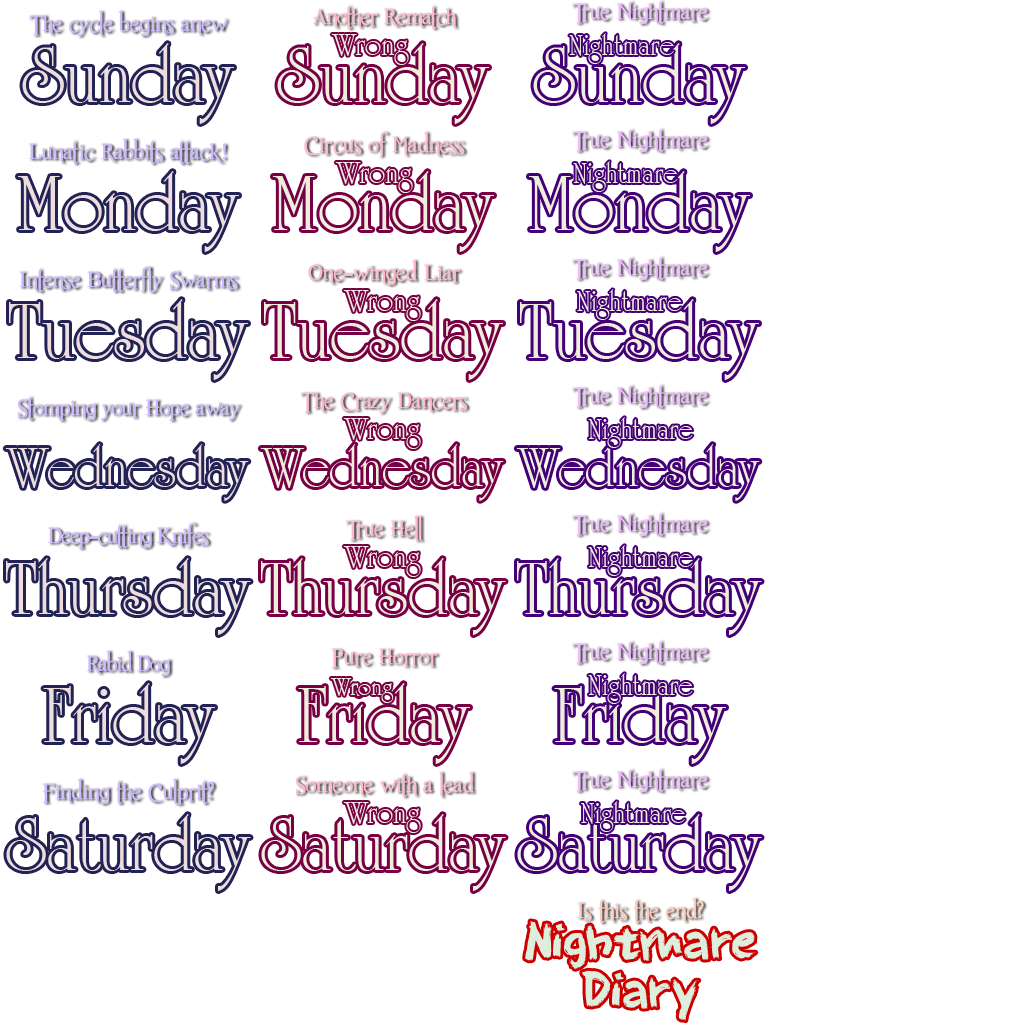 The cycle begins anew
Sunday
Another Rematch
Wrong
Sunday
True Nightmare
Nightmare
Sunday
Lunatic Rabbits attack!
Monday
Circus of Madness
Wrong
Monday
True Nightmare
Nightmare
Monday
Intense Butterfly Swarms
Tuesday
One-winged Liar
Wrong
Tuesday
True Nightmare
Nightmare
Tuesday
Stomping your Hope away
Wednesday
The Crazy Dancers
Wrong
Wednesday
True Nightmare
Nightmare
Wednesday
Deep-cutting Knifes
Thursday
True Hell
Wrong
Thursday
True Nightmare
Nightmare
Thursday
Rabid Dog
Friday
Pure Horror
Wrong
Friday
True Nightmare
Nightmare
Friday
Finding the Culprit?
Saturday
Someone with a lead
Wrong
Saturday
True Nightmare
Nightmare
Saturday
Is this the end?
Nightmare
Diary